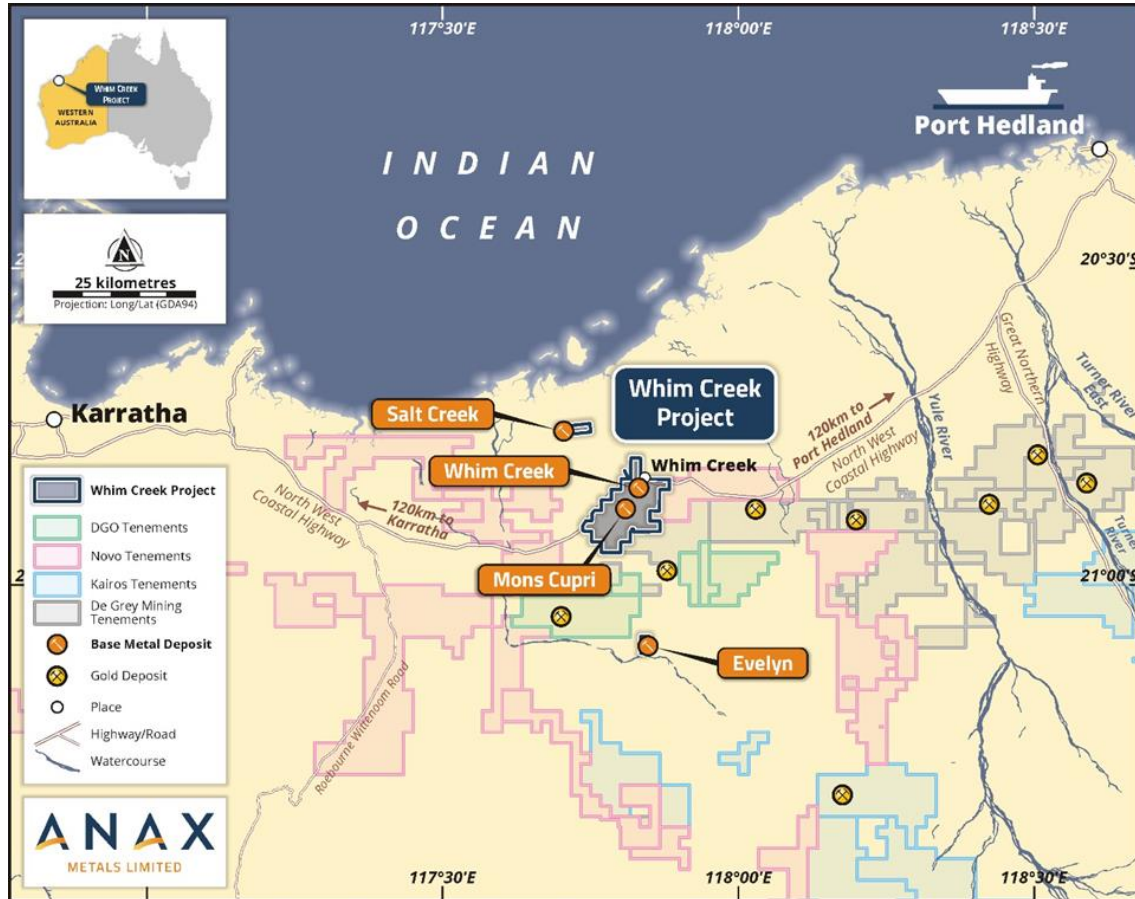 117°30'E
118°00'E
118°30'E
WHIM CREEK
PROJECT
WESTERN
AUSTRALIA
INDIAN
OCEAN
Port Hedland
N
25 kilometres
Projection: Long/Lat (GDA94)
20°30'S
Great Northern
Highway
Turner River
East
Karratha
Salt Creek
Whim Creek
Project
Whim Creek
Whim Creek
120km to
Port Hedland
North West
Coastal Highway
Yule River
North West
Coastal Highway
120km to
Karratha
Mons Cupri
Turner
River
21°00'S
Evelyn
Roebourne Wittenoom Road
Whim Creek Project
DGO Tenements
Novo Tenements
Kairos Tenements
De Grey Mining
Tenements
Base Metal Deposit
Gold Deposit
Place
Highway/Road
Watercourse
ANAX
METALS LIMITED
117°30'E
118°00'E
118°30'E